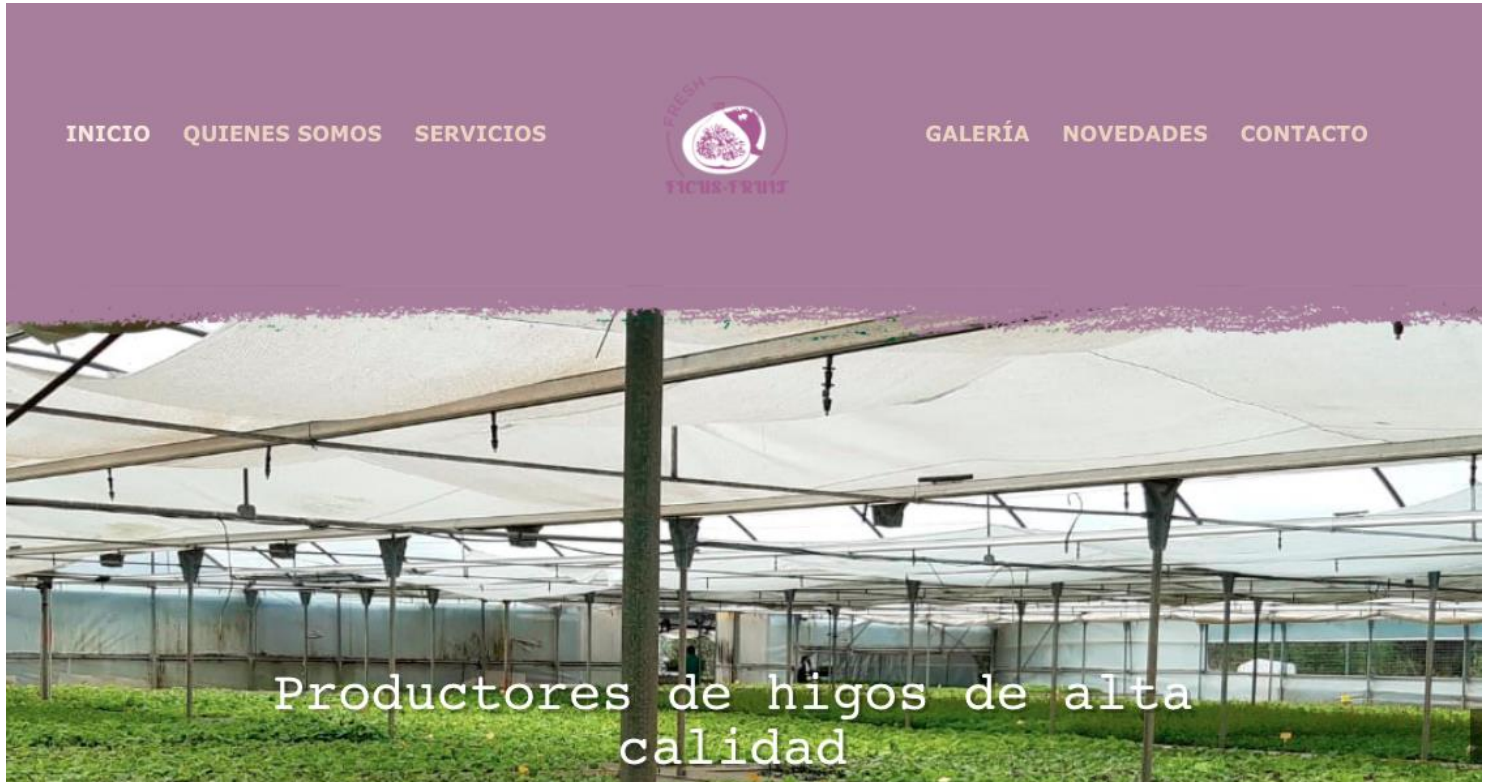 INICIO QUIENES SOMOS SERVICIOS
FRESH
FICUS-FRUIT
GALERÍA NOVEDADES CONTACTO
Productores de higos de alta
calidad